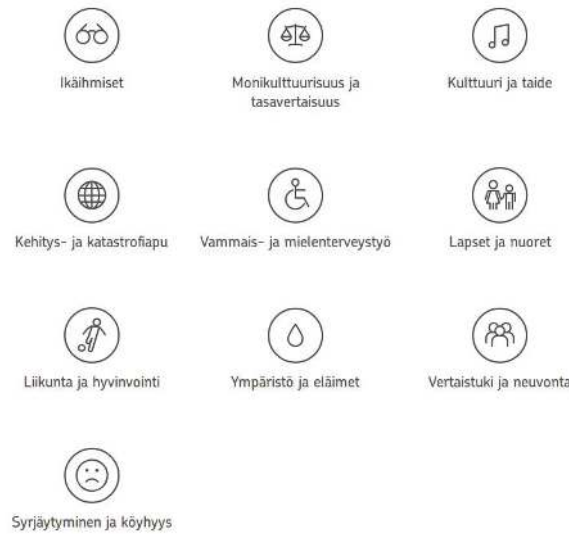 Ikäihmiset
Monikulttuurisuus ja
tasavertaisuus
Kulttuuri ja taide
Kehitys- ja katastrofiapu
Vammais- ja mielenterveystyö
Lapset ja nuoret
Liikunta ja hyvinvointi
Ympäristö ja eläimet
Vertaistuki ja neuvonta
Syrjäytyminen ja köyhyys